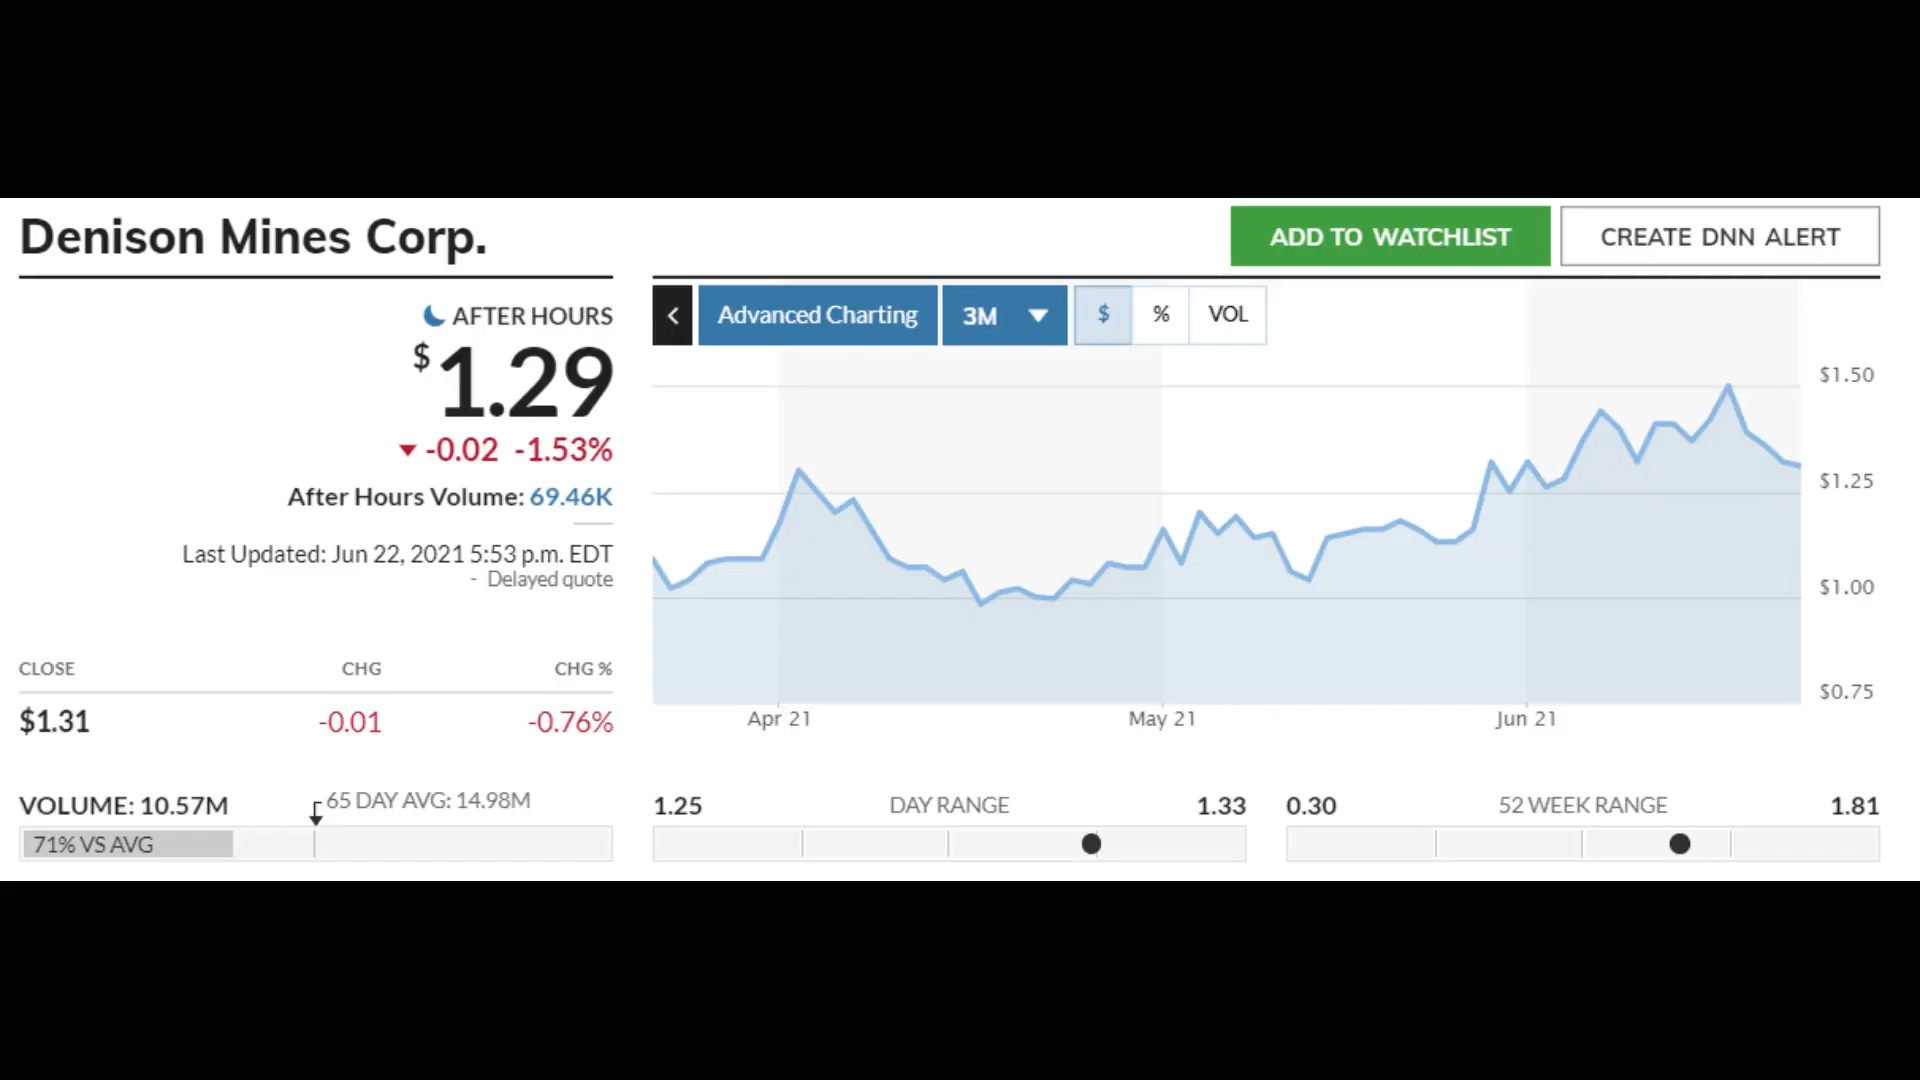 Denison Mines Corp.
ADD TO WATCHLIST
CREATE DNN ALERT
AFTER HOURS
$1.29
-0.02 -1.53%
After Hours Volume: 69.46K
Last Updated: Jun 22, 2021 5:53 p.m. EDT
- Delayed quote
CLOSE CHG CHG %
$1.31 -0.01 -0.76%
VOLUME: 10.57M 65 DAY AVG: 14.98M
71% VS AVG
Advanced Charting 3M $ % VOL
$1.50
$1.25
$1.00
$0.75
Apr 21 May 21 Jun 21
1.25 DAY RANGE 1.33
0.30 52 WEEK RANGE 1.81